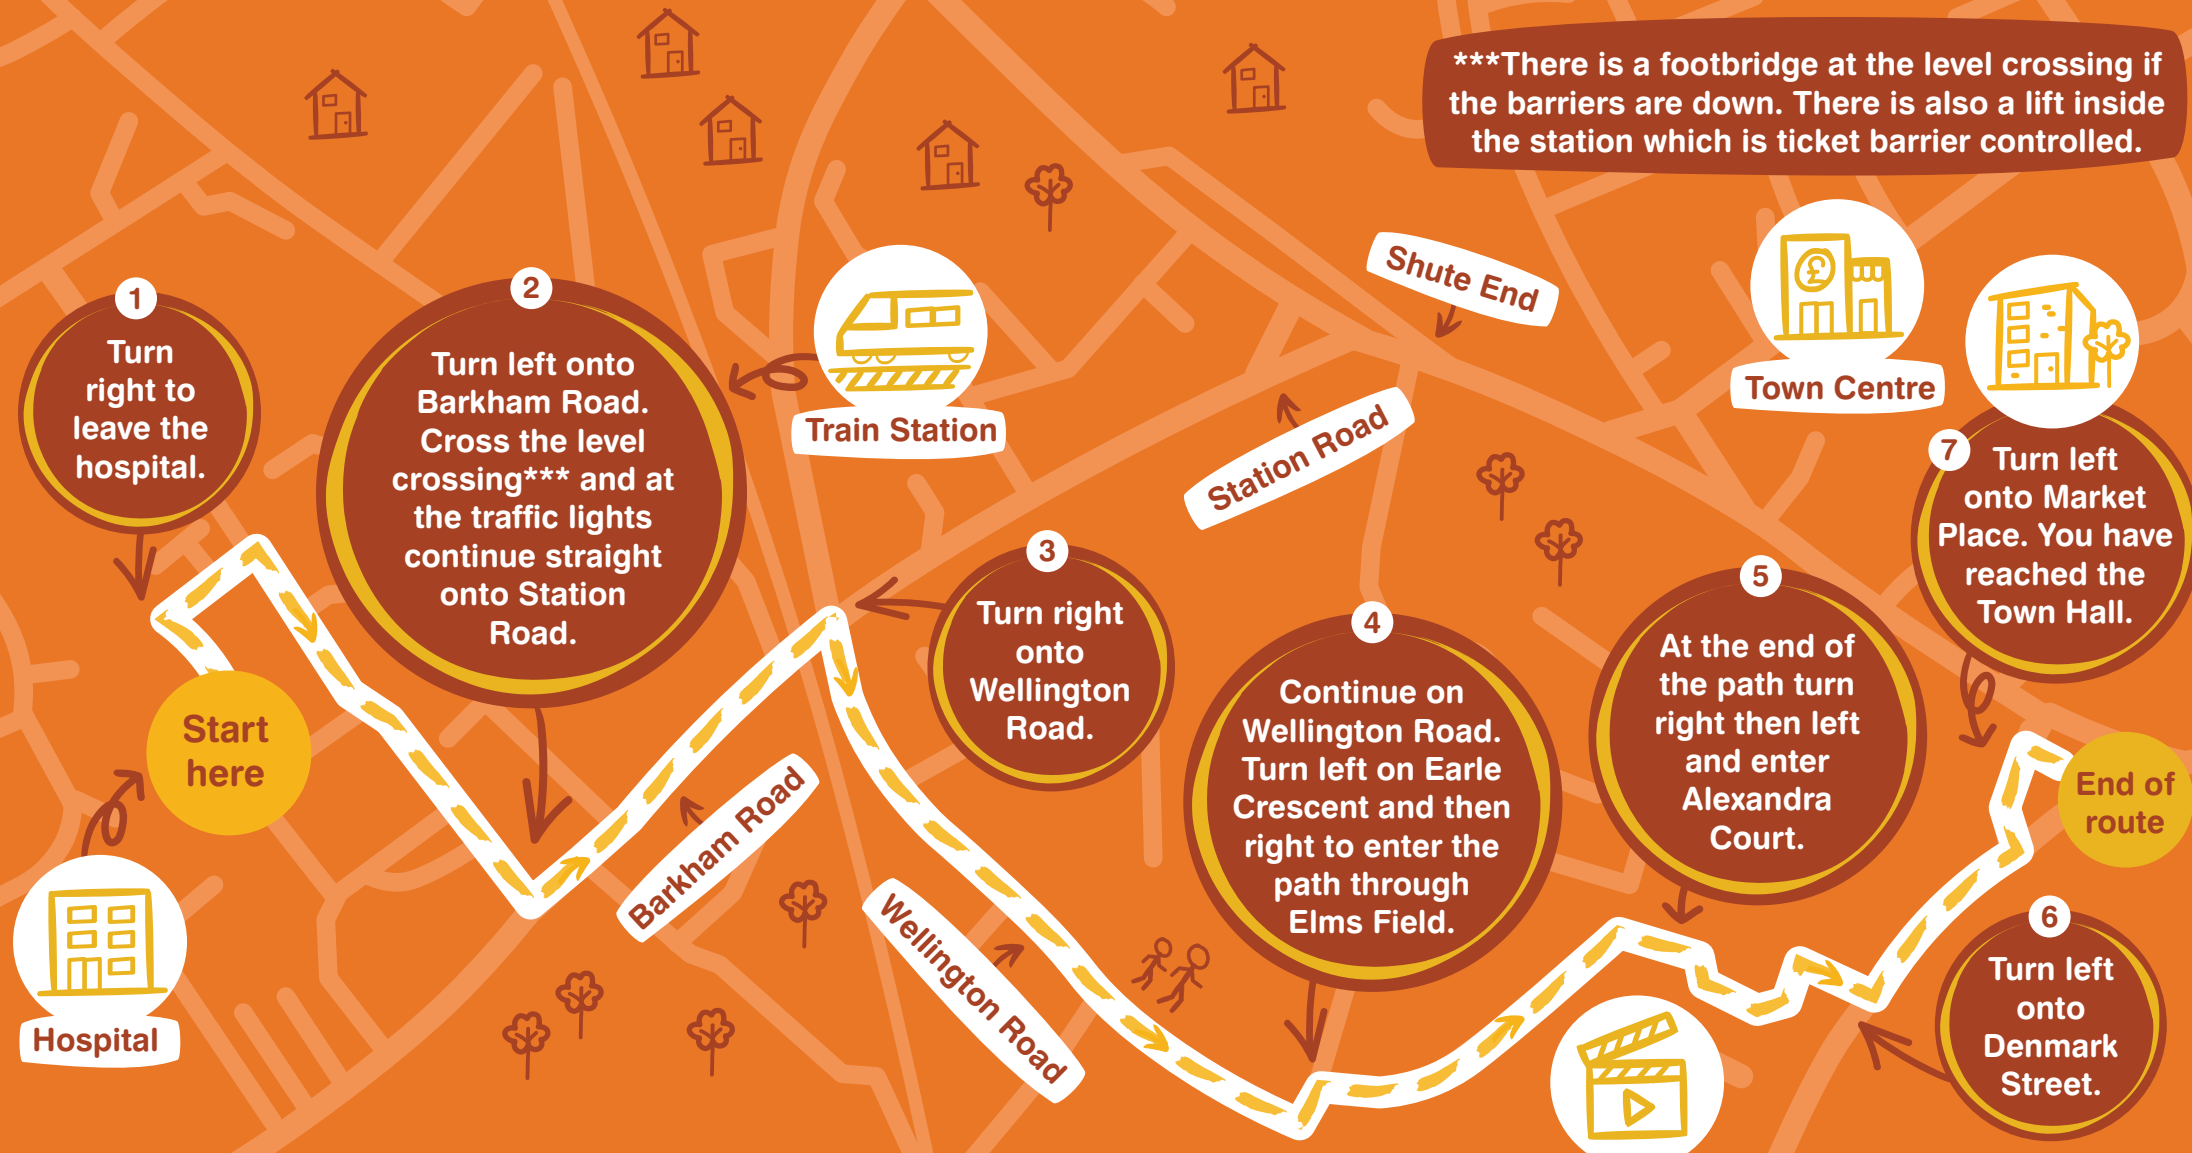 ***There is a footbridge at the level crossing if
the barriers are down. There is also a lift inside
the station which is ticket barrier controlled.
1
Turn
right to
leave the
hospital.
Start
here
Hospital
2
Turn left onto
Barkham Road.
Cross the level
crossing*** and at
the traffic lights
continue straight
onto Station
Road.
Train Station
Barkham Road
3
Turn right
onto
Wellington
Road.
Wellington Road
Shute End
Station Road
4
Continue on
Wellington Road.
Turn left on Earle
Crescent and then
right to enter the
path through
Elms Field.
5
At the end of
the path turn
right then left
and enter
Alexandra
Court.
6
Turn left
onto
Denmark
Street.
Town Centre
£
7
Turn left
onto Market
Place. You have
reached the
Town Hall.
End of
route